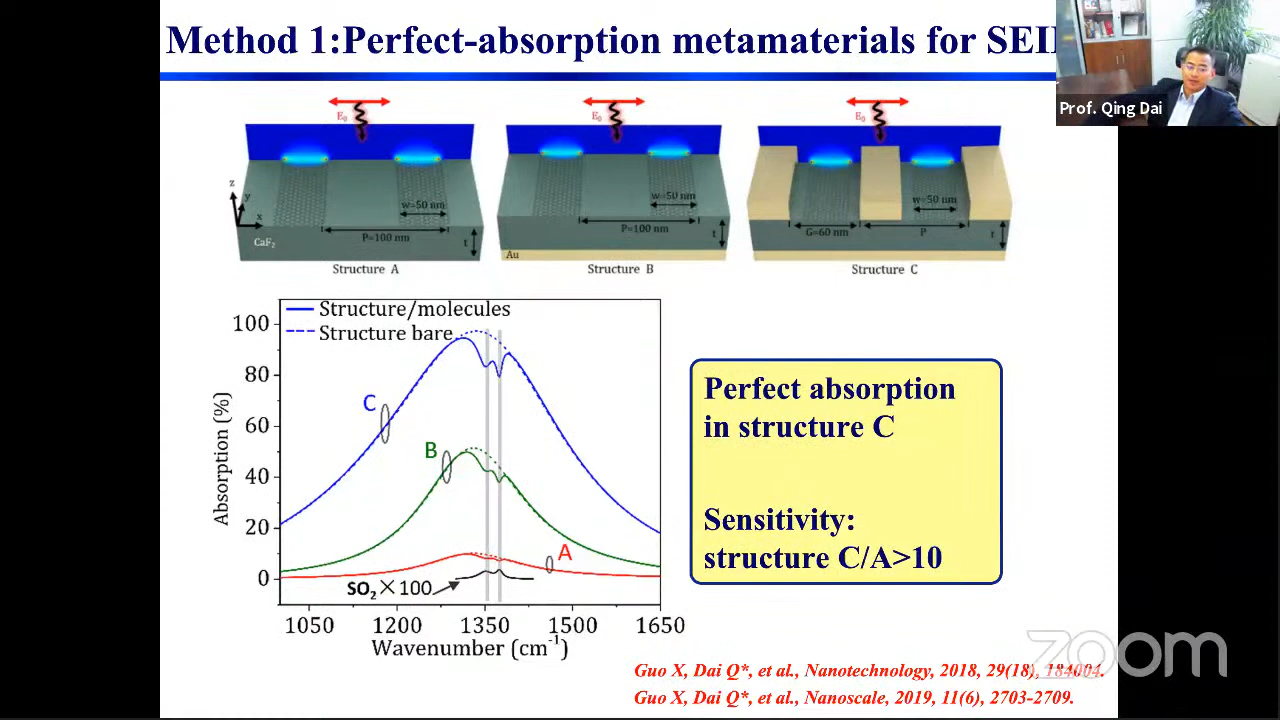 Method 1:Perfect-absorption metamaterials for SEI
Prof. Qing Dai
E₀
E₀
E₀
z
y
x
w=50 nm
P=100 nm
t
CaF₂
Structure A
w=50 nm
P=100 nm
t
Au
Structure B
w=50 nm
G=60 nm
P
t
Structure C
Structure/molecules
Structure bare
100
80
60
40
20
0
Absorption (%)
C
B
A
SO₂×100
1050 1200 1350 1500 1650
Wavenumber (cm⁻¹)
Perfect absorption
in structure C
Sensitivity:
structure C/A>10
zoom
Guo X, Dai Q*, et al., Nanotechnology, 2018, 29(18), 184004.
Guo X, Dai Q*, et al., Nanoscale, 2019, 11(6), 2703-2709.